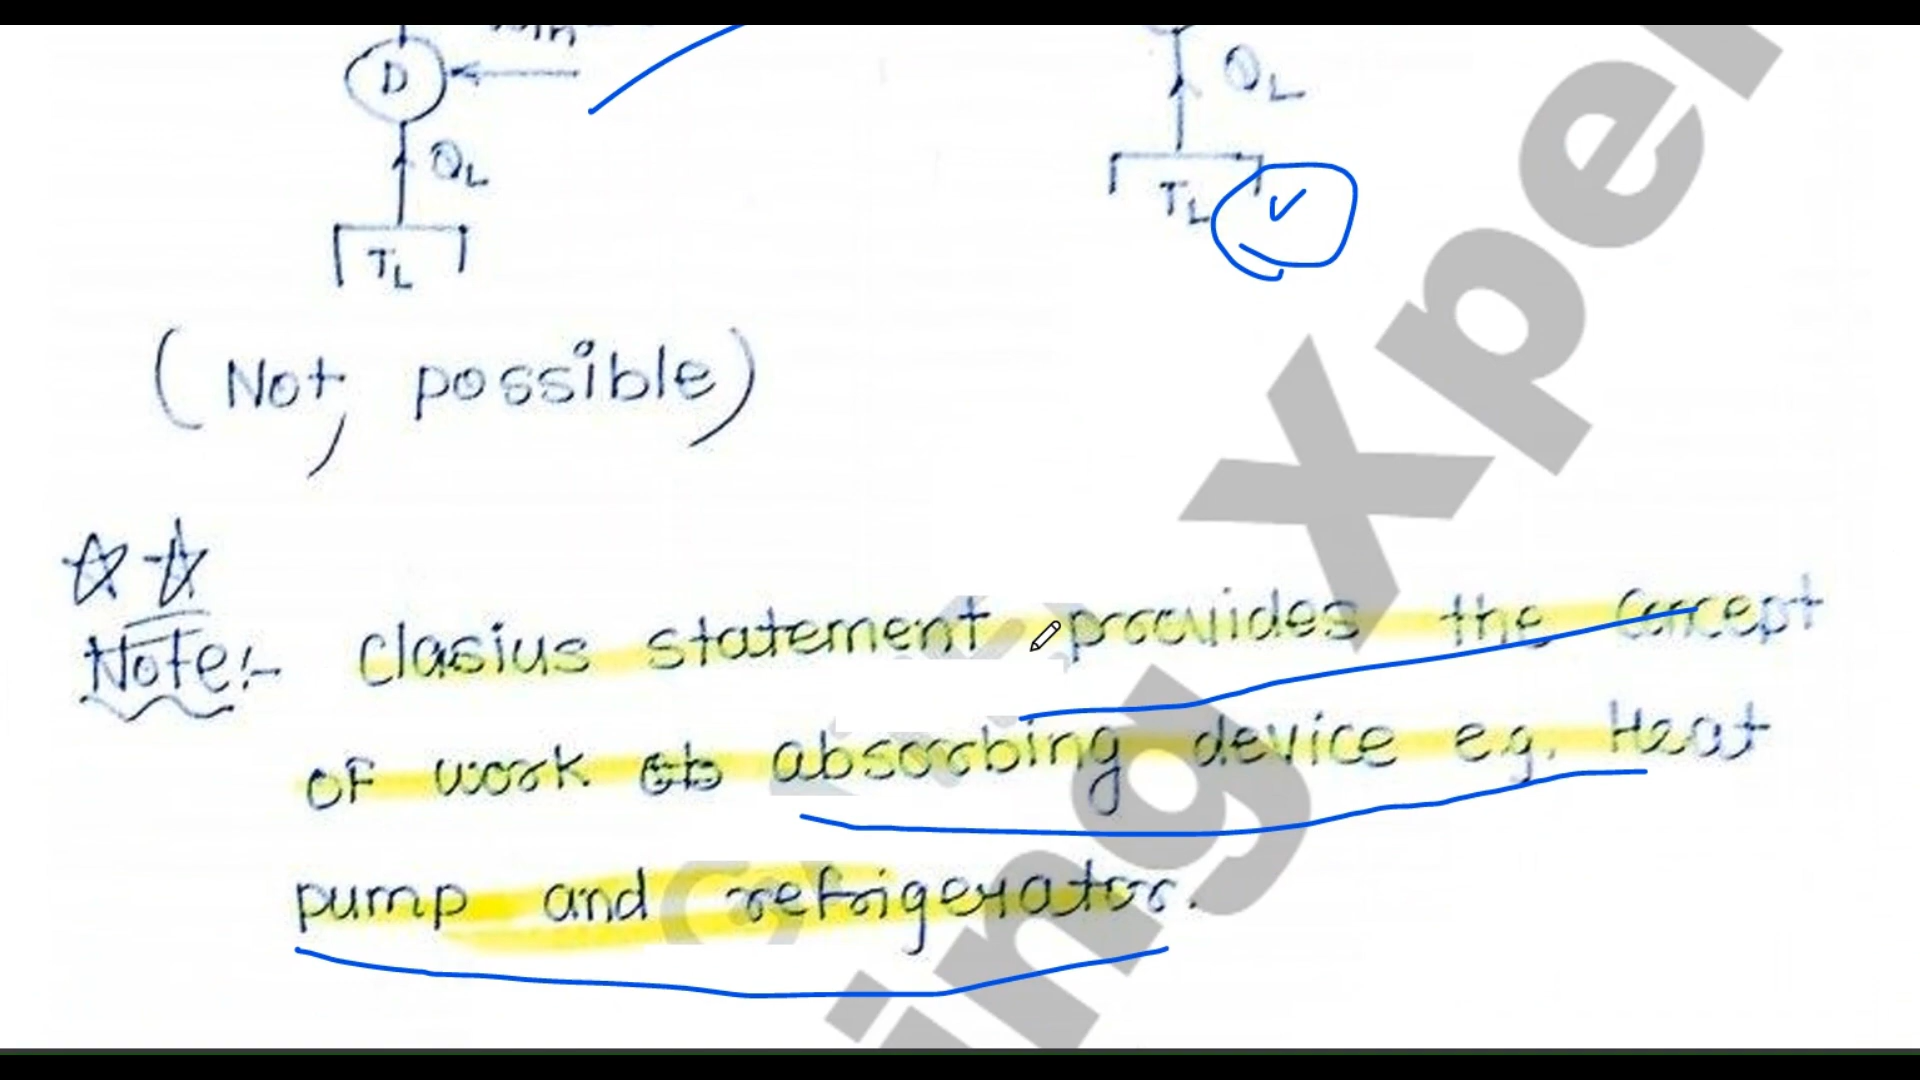 D
QL
QL
TL
TL
(Not possible)
Note:- Clasius statement provides the concept
of work absorbing device e.g. Heat
pump and refrigerator.